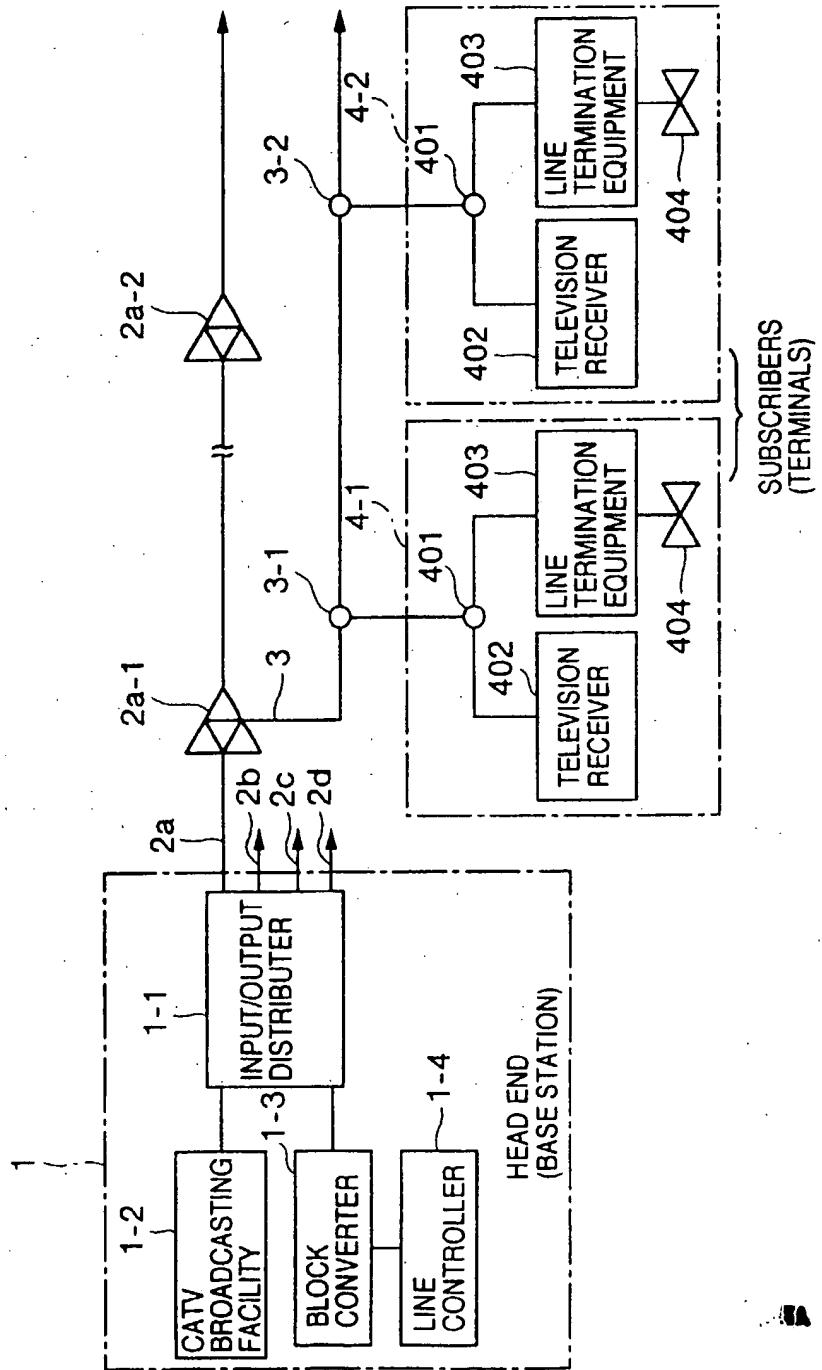 1
1-2
CATV
BROADCASTING
FACILITY
1-1
INPUT/OUTPUT
DISTRIBUTER
1-3
BLOCK
CONVERTER
1-4
LINE
CONTROLLER
HEAD END
(BASE STATION)
2a
2b
2c
2d
2a-1
2a-2
3
3-1
3-2
4-1
401
402
TELEVISION
RECEIVER
403
LINE
TERMINATION
EQUIPMENT
404
4-2
401
402
TELEVISION
RECEIVER
403
LINE
TERMINATION
EQUIPMENT
404
SUBSCRIBERS
(TERMINALS)